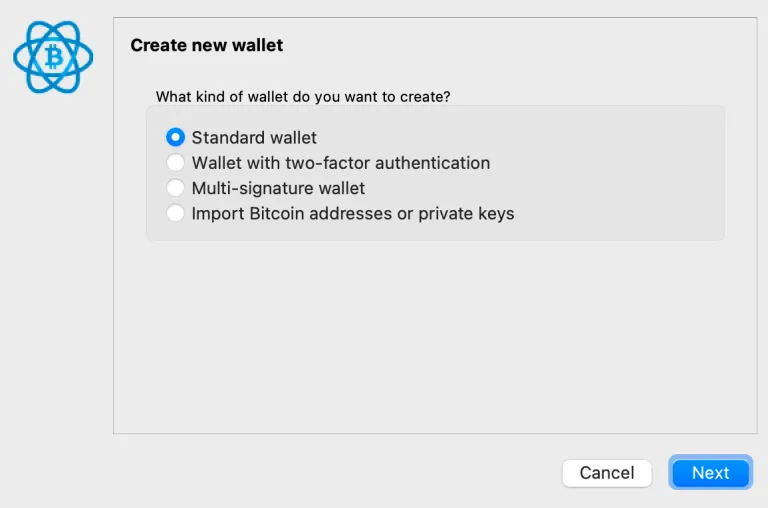 Create new wallet
What kind of wallet do you want to create?
Standard wallet
Wallet with two-factor authentication
Multi-signature wallet
Import Bitcoin addresses or private keys
Cancel
Next